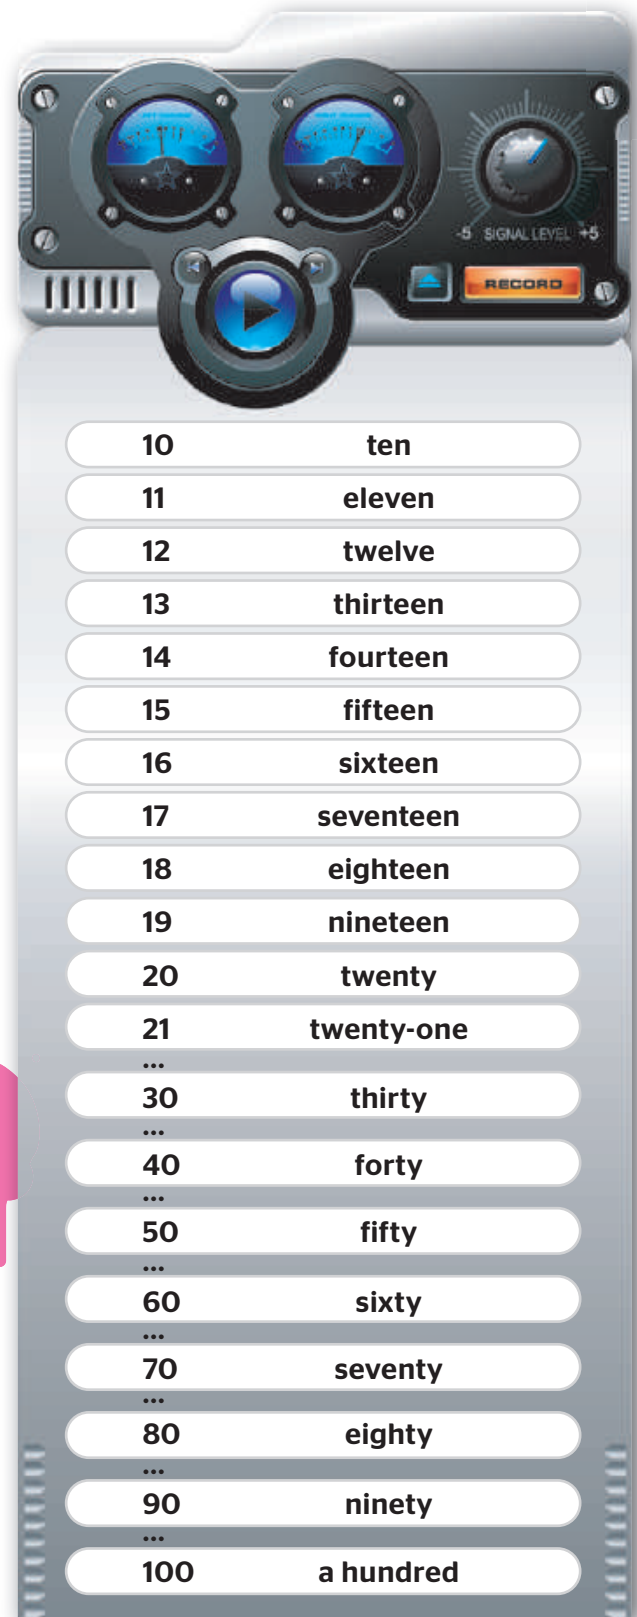 -5 SIGNAL LEVEL +5
RECORD
10 ten
11 eleven
12 twelve
13 thirteen
14 fourteen
15 fifteen
16 sixteen
17 seventeen
18 eighteen
19 nineteen
20 twenty
21 twenty-one
...
30 thirty
...
40 forty
...
50 fifty
...
60 sixty
...
70 seventy
...
80 eighty
...
90 ninety
...
100 a hundred